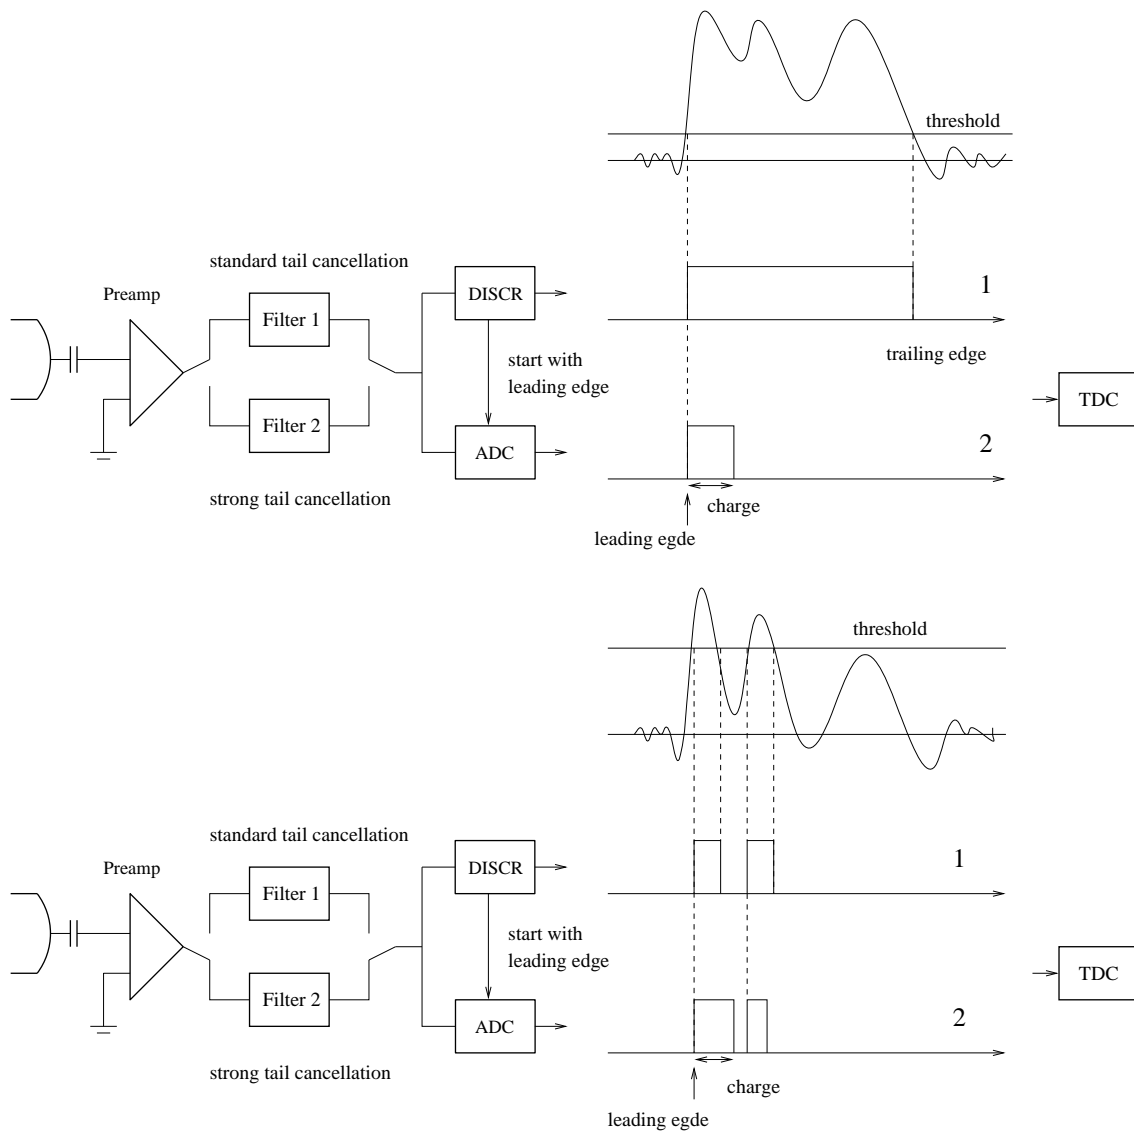 threshold
standard tail cancellation
1
Preamp
DISCR
Filter 1
start with
leading edge
trailing edge
TDC
Filter 2
ADC
2
strong tail cancellation
charge
leading egde
threshold
standard tail cancellation
1
Preamp
DISCR
Filter 1
start with
leading edge
TDC
Filter 2
ADC
2
strong tail cancellation
charge
leading egde